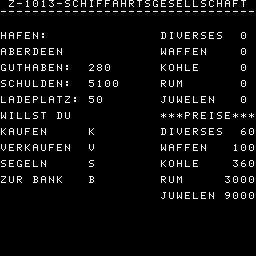 Z-1013-SCHIFFAHRTSGESELLSCHAFT
HAFEN: DIVERSES 0
ABERDEEN WAFFEN 0
GUTHABEN: 280 KOHLE 0
SCHULDEN: 5100 RUM 0
LADEPLATZ: 50 JUWELEN 0
WILLST DU ***PREISE***
KAUFEN K DIVERSES 60
VERKAUFEN V WAFFEN 100
SEGELN S KOHLE 360
ZUR BANK B RUM 3000
JUWELEN 9000